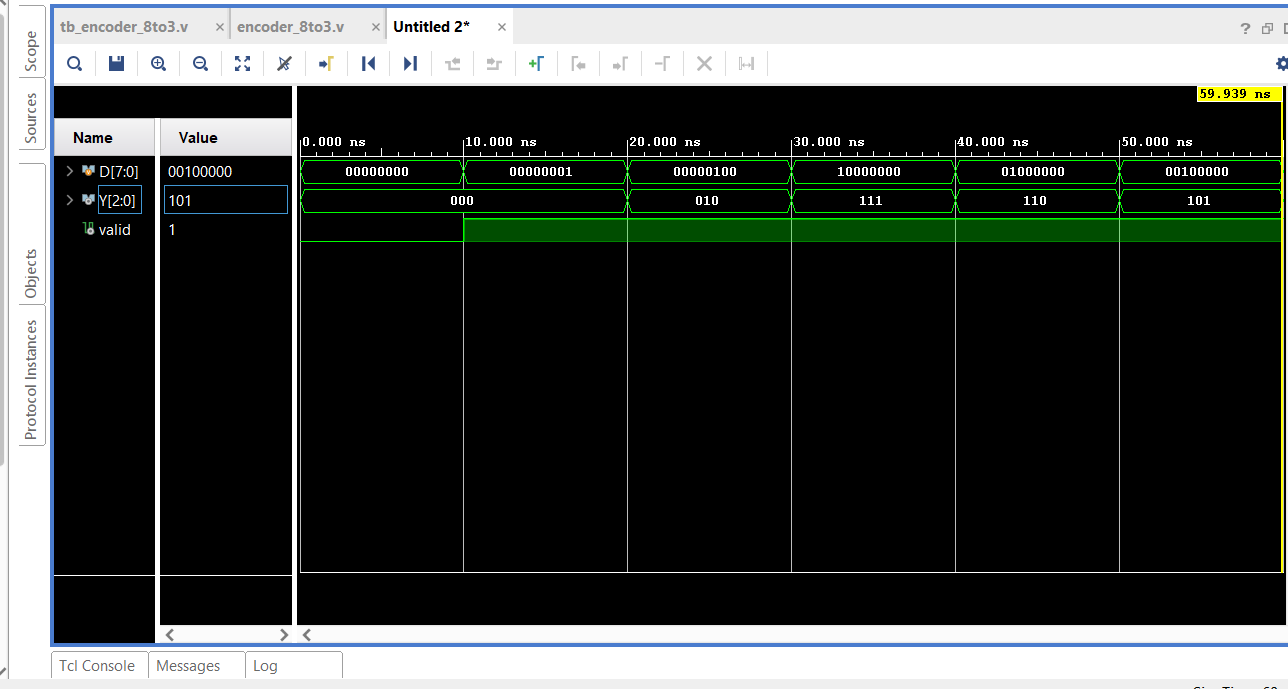 tb_encoder_8to3.v × encoder_8to3.v × Untitled 2* × ?
Scope
Sources
Objects
Protocol Instances
59.939 ns
Name Value
0.000 ns 10.000 ns 20.000 ns 30.000 ns 40.000 ns 50.000 ns
D[7:0] 00100000 00000000 00000001 00000100 10000000 01000000 00100000
Y[2:0] 101 000 010 111 110 101
valid 1
Tcl Console Messages Log